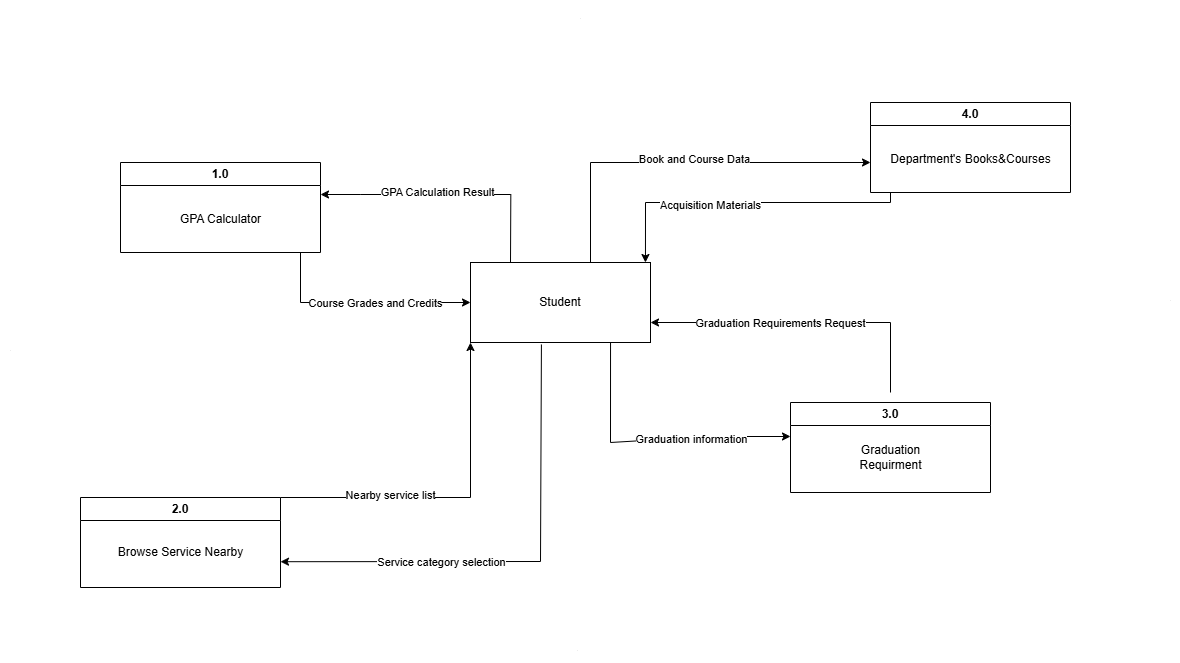 4.0
Department's Books&Courses
Book and Course Data
1.0
GPA Calculator
GPA Calculation Result
Acquisition Materials
Student
Course Grades and Credits
Graduation Requirements Request
3.0
Graduation
Requirment
Graduation information
Nearby service list
2.0
Browse Service Nearby
Service category selection